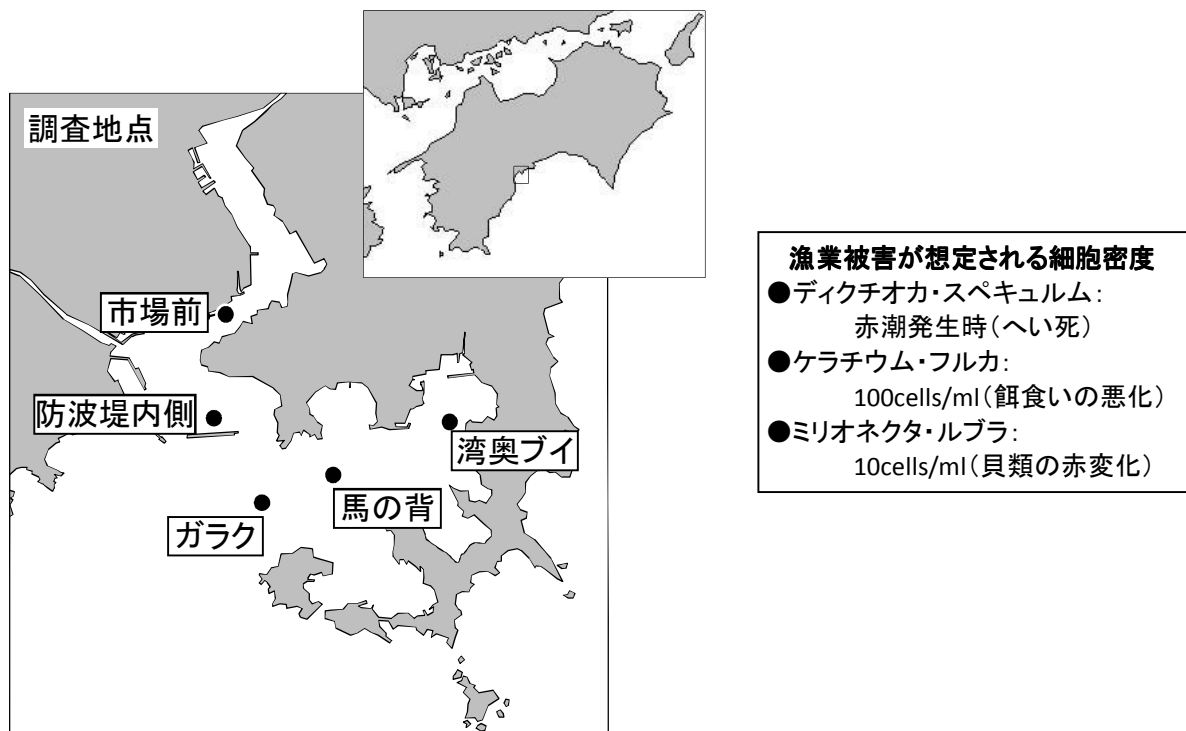 調査地点
市場前
防波堤内側
湾奥ブイ
馬の背
ガラク
漁業被害が想定される細胞密度
●ディクチオカ・スペキュルム：
赤潮発生時（へい死）
●ケラチウム・フルカ：
100cells/ml（餌食いの悪化）
●ミリオネクタ・ルブラ：
10cells/ml（貝類の赤変化）